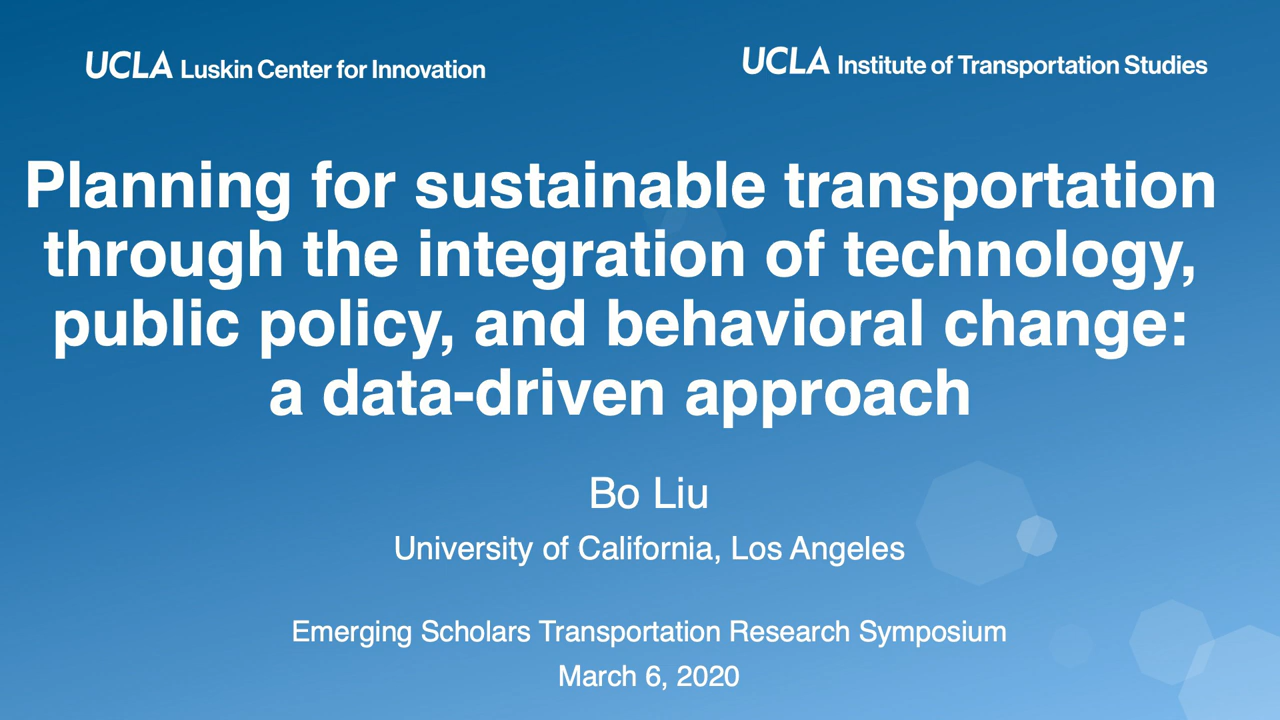 UCLA Luskin Center for Innovation
UCLA Institute of Transportation Studies
Planning for sustainable transportation
through the integration of technology,
public policy, and behavioral change:
a data-driven approach
Bo Liu
University of California, Los Angeles
Emerging Scholars Transportation Research Symposium
March 6, 2020